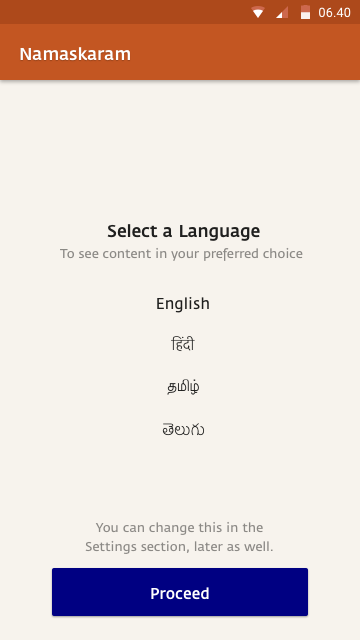 06.40
Namaskaram
Select a Language
To see content in your preferred choice
English
हिंदी
தமிழ்
తెలుగు
You can change this in the
Settings section, later as well.
Proceed